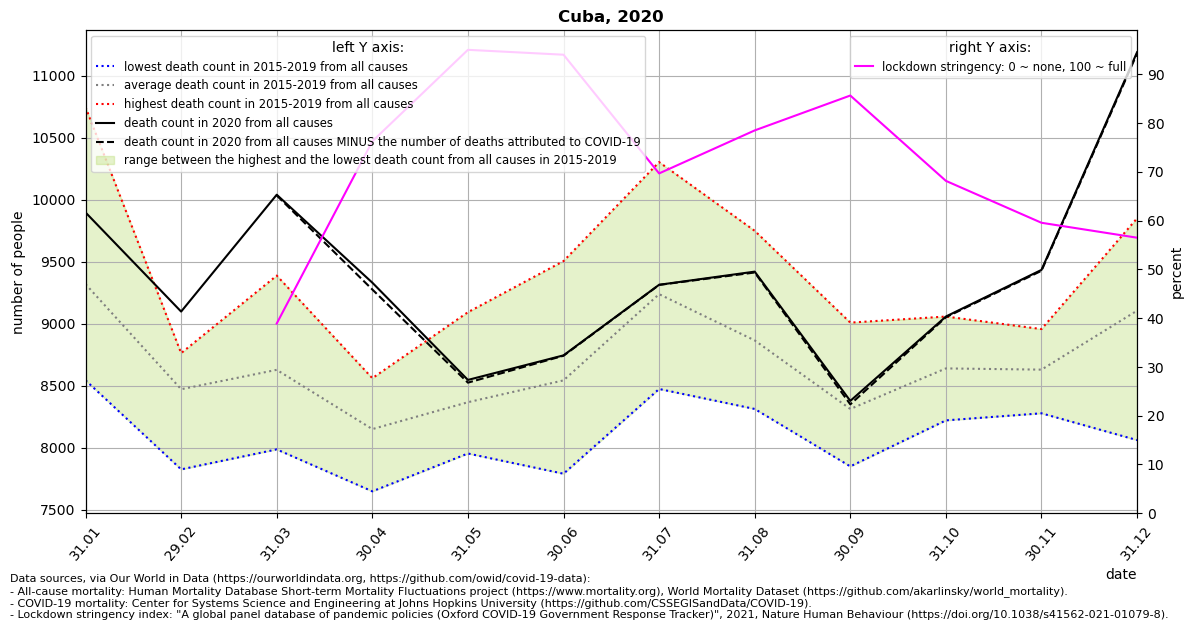 Cuba, 2020
left Y axis:
lowest death count in 2015-2019 from all causes
average death count in 2015-2019 from all causes
highest death count in 2015-2019 from all causes
death count in 2020 from all causes
death count in 2020 from all causes MINUS the number of deaths attributed to COVID-19
range between the highest and the lowest death count from all causes in 2015-2019
right Y axis:
lockdown stringency: 0 ~ none, 100 ~ full
number of people
11000
10500
10000
9500
9000
8500
8000
7500
percent
90
80
70
60
50
40
30
20
10
0
31.01
29.02
31.03
30.04
31.05
30.06
31.07
31.08
30.09
31.10
30.11
31.12
date
Data sources, via Our World in Data (https://ourworldindata.org, https://github.com/owid/covid-19-data):
- All-cause mortality: Human Mortality Database Short-term Mortality Fluctuations project (https://www.mortality.org), World Mortality Dataset (https://github.com/akarlinsky/world_mortality).
- COVID-19 mortality: Center for Systems Science and Engineering at Johns Hopkins University (https://github.com/CSSEGISandData/COVID-19).
- Lockdown stringency index: "A global panel database of pandemic policies (Oxford COVID-19 Government Response Tracker)", 2021, Nature Human Behaviour (https://doi.org/10.1038/s41562-021-01079-8).